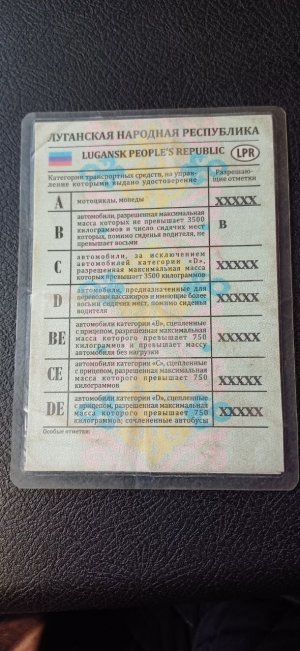 ЛУГАНСКАЯ НАРОДНАЯ РЕСПУБЛИКА
LUGANSK PEOPLE'S REPUBLIC LPR
Категории транспортных средств, на управ-
ление которыми выдано удостоверение
Разрешаю-
щие отметки
A
мотоциклы, мопеды
XXXXX
B
автомобили, разрешенная максимальная
масса которых не превышает 3500
килограммов и число сидячих мест
которых, помимо сиденья водителя, не
превышает восьми
B
C
автомобили, за исключением
автомобилей категории «D»,
разрешенная максимальная масса
которых превышает 3500 килограммов
XXXXX
D
автомобили, предназначенные для
перевозки пассажиров и имеющие более
восьми сидячих мест, помимо сиденья
водителя
XXXXX
BE
автомобили категории «B», сцепленные
с прицепом, разрешенная максимальная
масса которого превышает 750
килограммов и превышает массу
автомобиля без нагрузки
XXXXX
CE
автомобили категории «C», сцепленные
с прицепом, разрешенная максимальная
масса которого превышает 750
килограммов
XXXXX
DE
автомобили категории «D», сцепленные
с прицепом, разрешенная максимальная
масса которого превышает 750
килограммов; сочлененные автобусы
XXXXX
Особые отметки: